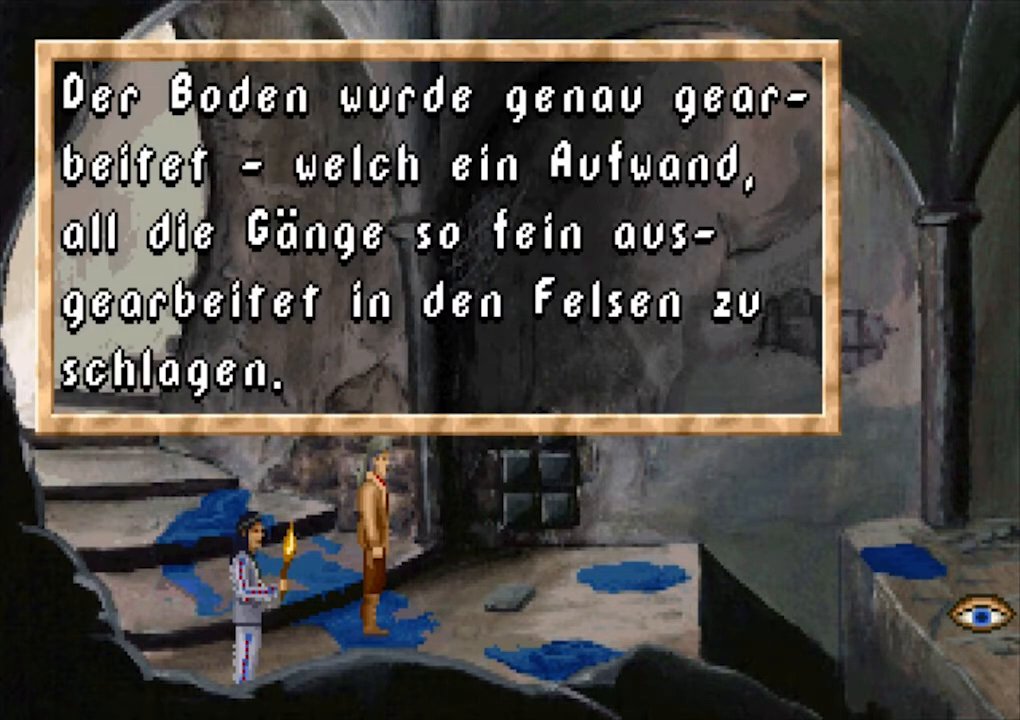 Der Boden wurde genau gear-
beitet - welch ein Aufwand,
all die Gänge so fein aus-
gearbeitet in den Felsen zu
schlagen.